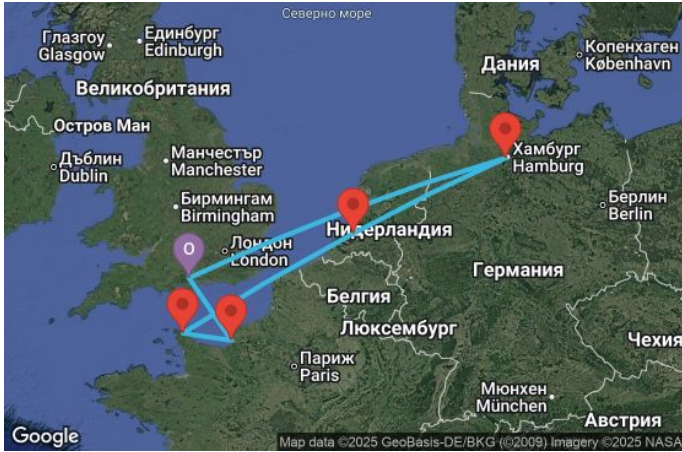 Северно море
Глазгоу
Glasgow
Единбург
Edinburgh
Копенхаген
København
Дания
Великобритания
Остров Ман
Дъблин
Dublin
Манчестър
Manchester
Хамбург
Hamburg
Бирмингам
Birmingham
Берлин
Berlin
O
Лондон
London
Нидерландия
Германия
Белгия
Люксембург
Чехия
Париж
Paris
Мюнхен
München
Австрия
Google
Map data ©2025 GeoBasis-DE/BKG (©2009) Imagery ©2025 NASA